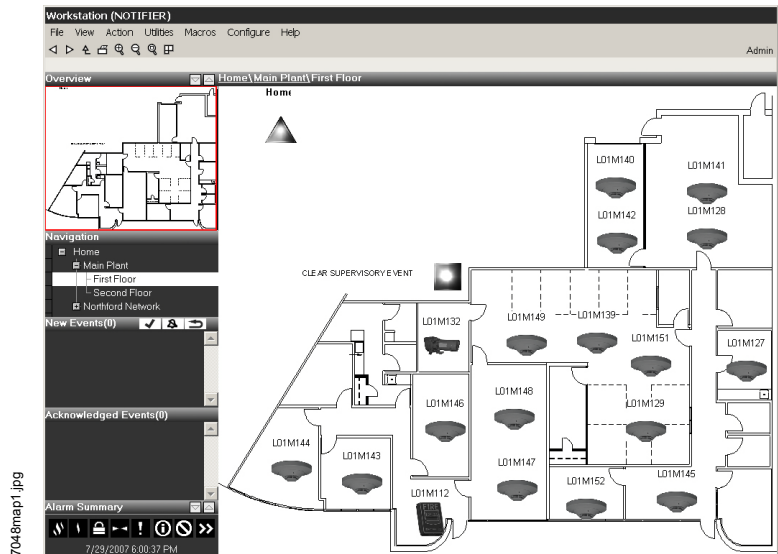 Workstation (NOTIFIER)
File View Action Utilities Macros Configure Help
Admin
Overview
Home\Main Plant\First Floor
Home
L01M140
L01M141
L01M142
L01M128
Navigation
Home
Main Plant
First Floor
Second Floor
Northford Network
CLEAR SUPERVISORY EVENT
New Events(0)
L01M132
L01M149
L01M139
L01M151
L01M127
L01M146
L01M148
L01M129
Acknowledged Events(0)
L01M144
L01M143
L01M147
L01M152
L01M145
L01M112
FIRE
Alarm Summary
7/29/2007 6:00:37 PM
7048map1.jpg